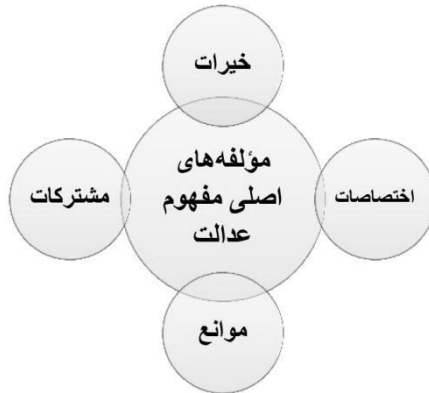 خیرات
مؤلفه‌های
اصلی مفهوم
عدالت
اختصاصات
مشترکات
موانع